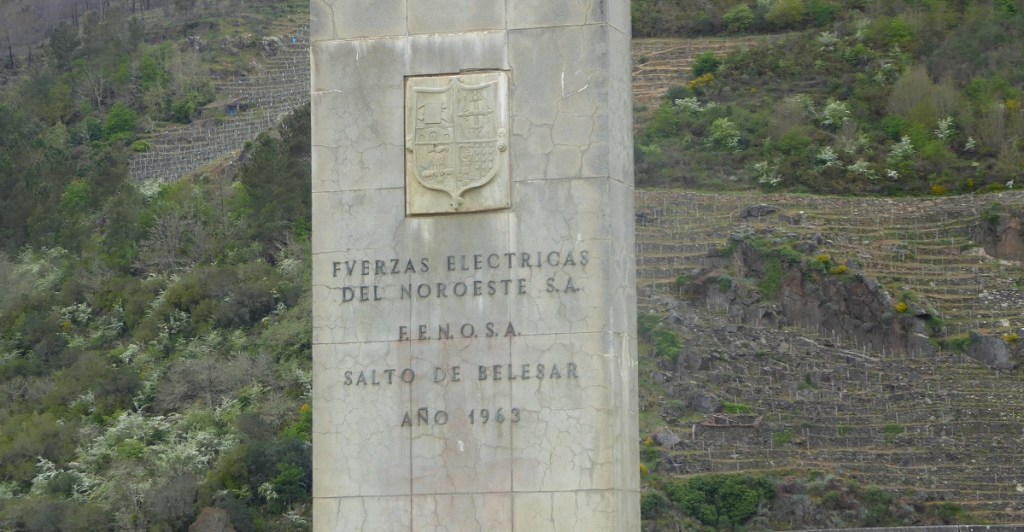 FVERZAS ELECTRICAS
DEL NOROESTE S.A.
F.E.N.O.S.A.
SALTO DE BELESAR
AÑO 1963